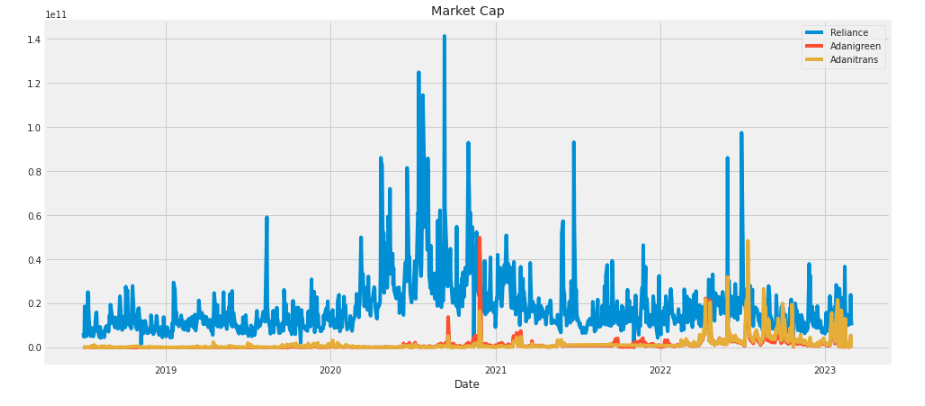 Market Cap
1e11
Reliance
Adanigreen
Adanitrans
1.4
1.2
1.0
0.8
0.6
0.4
0.2
0.0
2019 2020 2021 2022 2023
Date